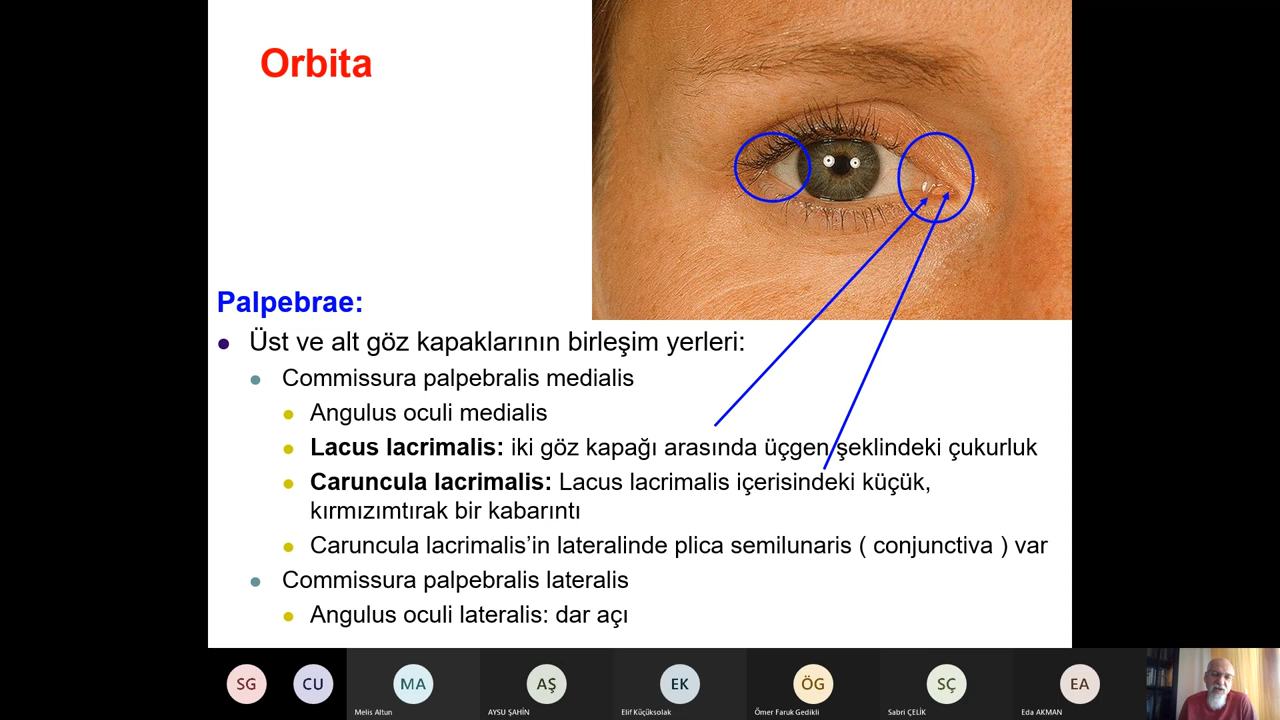 Orbita
Palpebrae:
Üst ve alt göz kapaklarının birleşim yerleri:
Commissura palpebralis medialis
Angulus oculi medialis
Lacus lacrimalis: iki göz kapağı arasında üçgen şeklindeki çukurluk
Caruncula lacrimalis: Lacus lacrimalis içerisindeki küçük,
kırmızımtırak bir kabarıntı
Caruncula lacrimalis’in lateralinde plica semilunaris ( conjunctiva ) var
Commissura palpebralis lateralis
Angulus oculi lateralis: dar açı
SG
CU
MA
AŞ
EK
ÖG
SÇ
EA
Melis Altun
AYSU ŞAHİN
Elif Küçüksolak
Ömer Faruk Gedikli
Sabri ÇELİK
Eda AKMAN